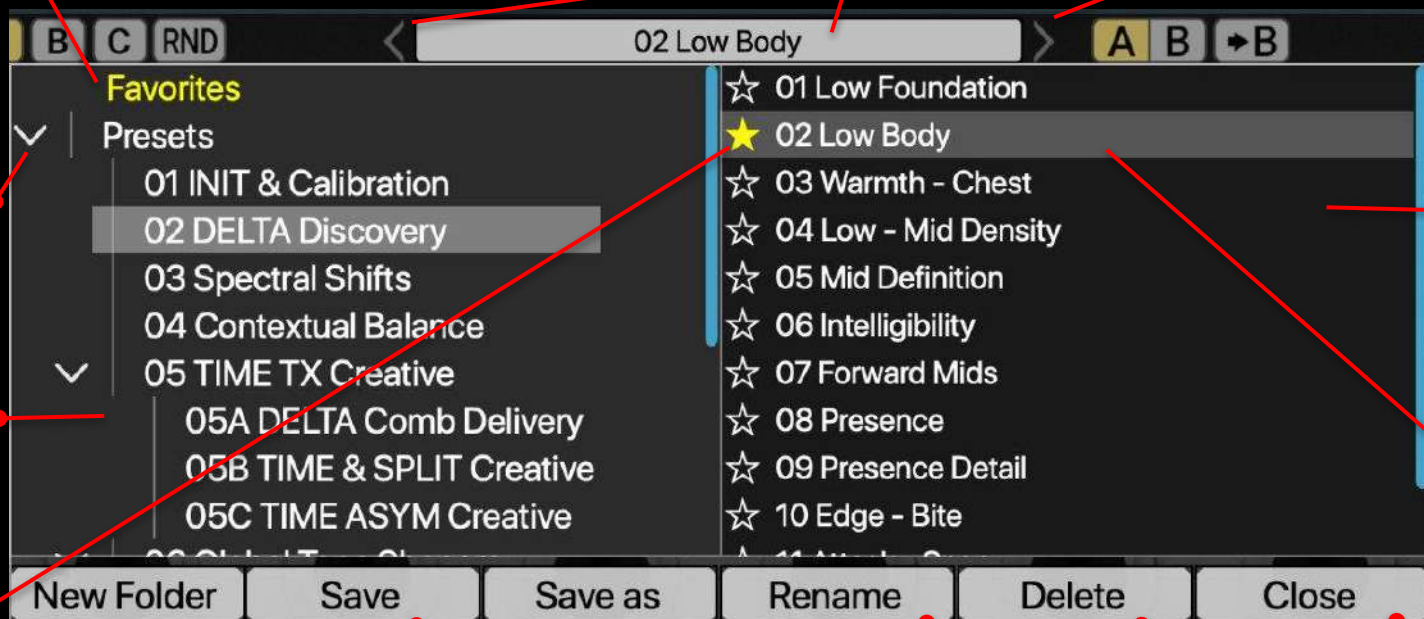 B C RND 02 Low Body A B B
Favorites
Presets
01 INIT & Calibration
02 DELTA Discovery
03 Spectral Shifts
04 Contextual Balance
05 TIME TX Creative
05A DELTA Comb Delivery
05B TIME & SPLIT Creative
05C TIME ASYM Creative
01 Low Foundation
02 Low Body
03 Warmth - Chest
04 Low - Mid Density
05 Mid Definition
06 Intelligibility
07 Forward Mids
08 Presence
09 Presence Detail
10 Edge - Bite
New Folder Save Save as Rename Delete Close